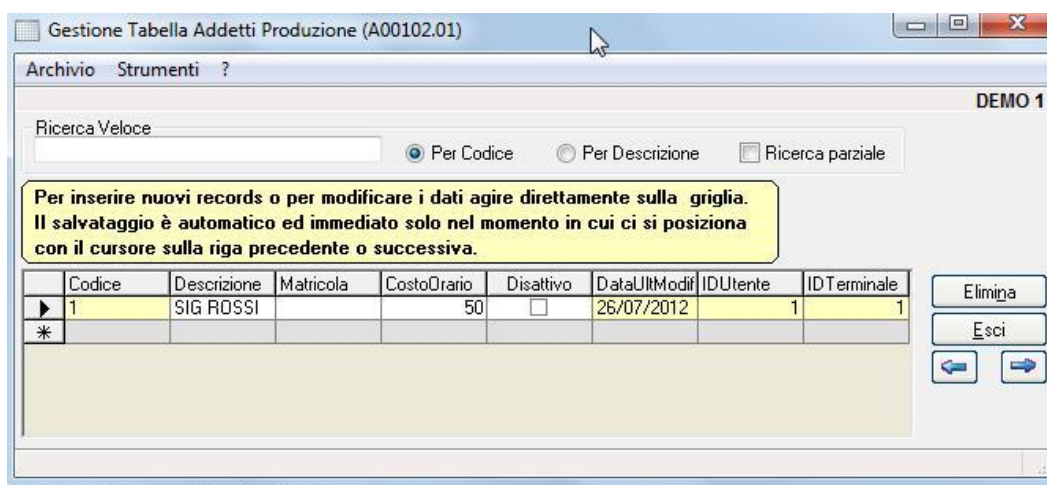 Gestione Tabella Addetti Produzione (A00102.01)
Archivio Strumenti ?
DEMO 1
Ricerca Veloce
Per Codice Per Descrizione Ricerca parziale
Per inserire nuovi records o per modificare i dati agire direttamente sulla griglia.
Il salvataggio è automatico ed immediato solo nel momento in cui ci si posiziona
con il cursore sulla riga precedente o successiva.
Codice Descrizione Matricola CostoOrario Disattivo DataUltModif IDUtente IDTerminale
1 SIG ROSSI 50 26/07/2012 1 1
Elimina
Esci